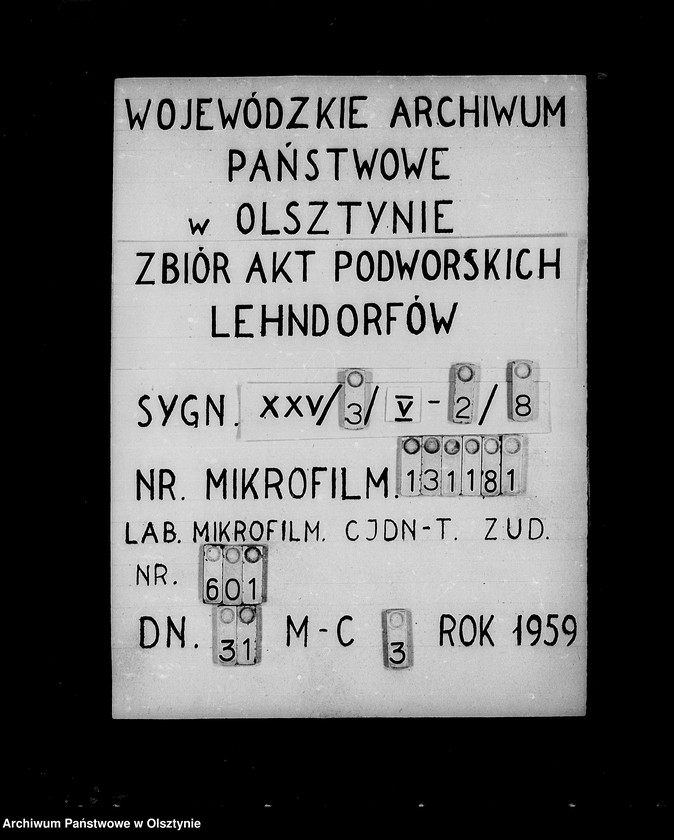 WOJEWÓDZKIE ARCHIWUM
PAŃSTWOWE
w OLSZTYNIE
ZBIÓR AKT PODWORSKICH
LEHNDORFÓW
SYGN. XXV/3/V-2/8
NR. MIKROFILM. 131181
LAB. MIKROFILM. CJDN-T. ZUD.
NR. 601
DN. 31 M-C 3 ROK 1959
Archiwum Państwowe w Olsztynie